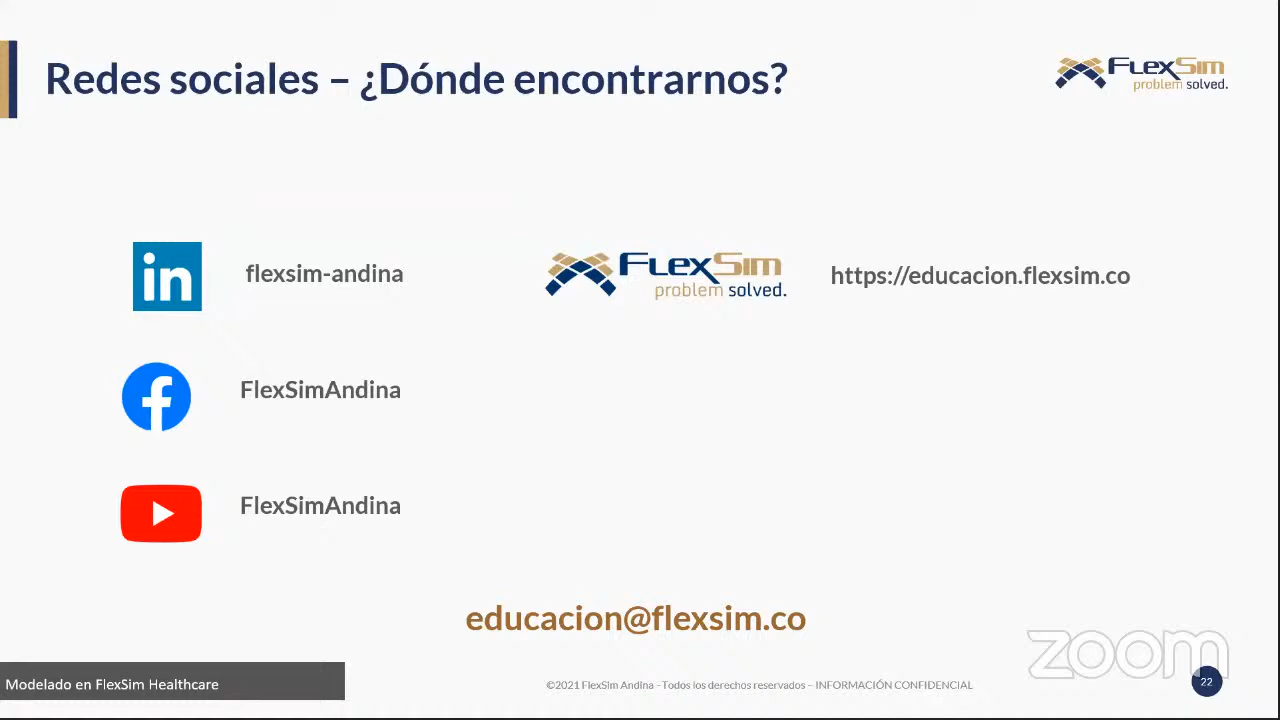 Redes sociales – ¿Dónde encontrarnos?
FlexSim
problem solved.
in
flexsim-andina
FlexSim
problem solved.
https://educacion.flexsim.co
f
FlexSimAndina
FlexSimAndina
educacion@flexsim.co
zoom
Modelado en FlexSim Healthcare
©2021 FlexSim Andina –Todos los derechos reservados – INFORMACIÓN CONFIDENCIAL
22